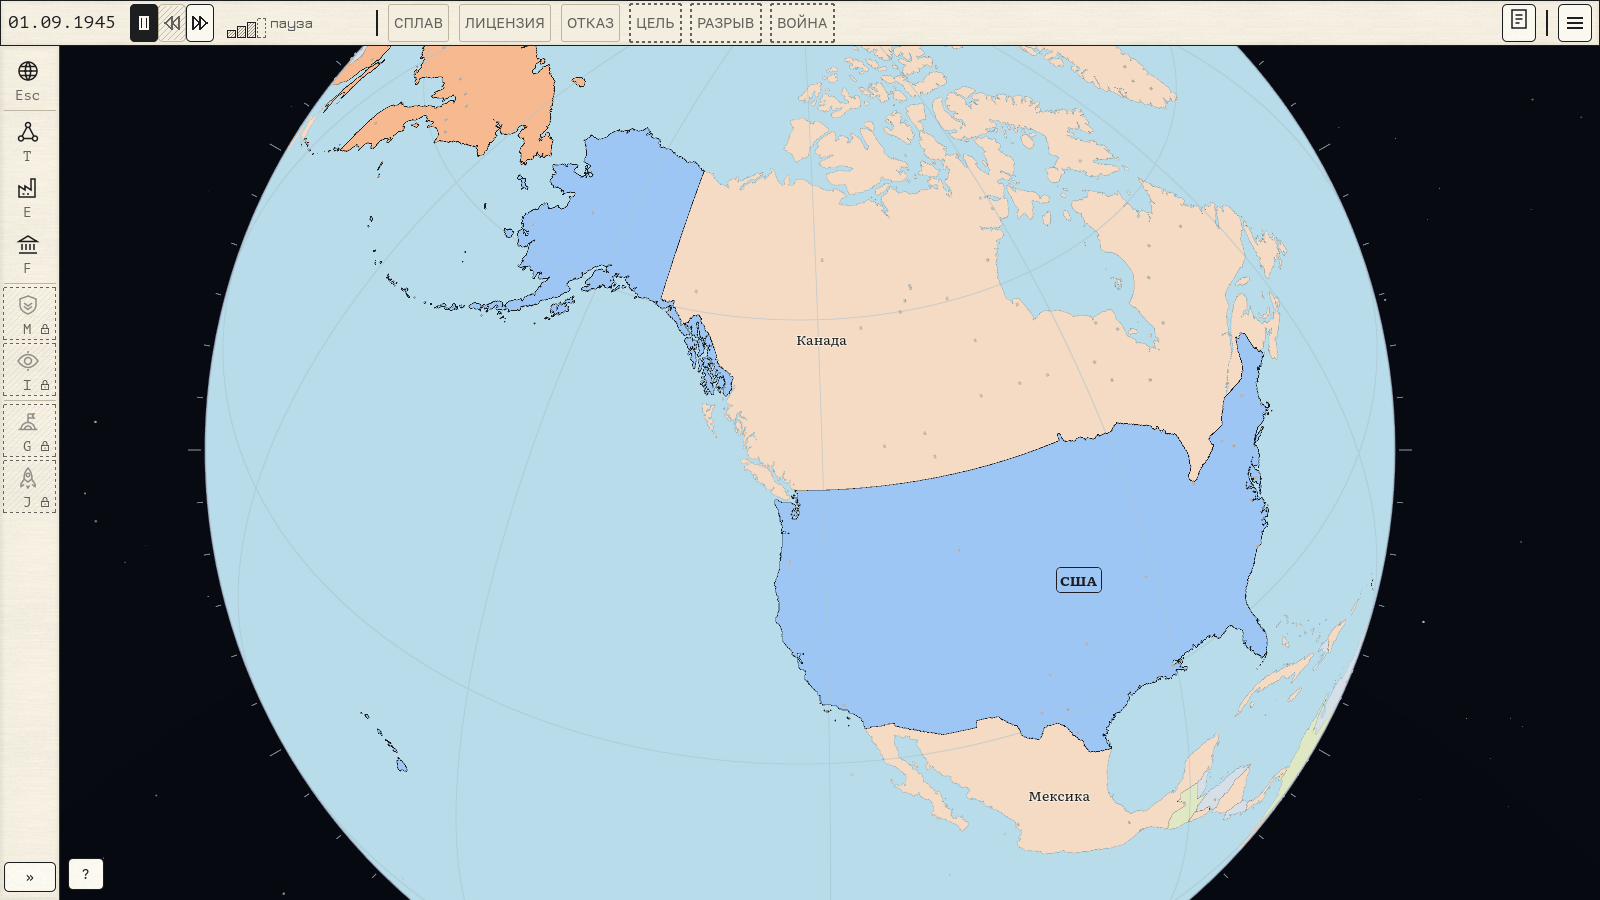 01.09.1945
пауза
СПЛАВ
ЛИЦЕНЗИЯ
ОТКАЗ
ЦЕЛЬ
РАЗРЫВ
ВОЙНА
Esc
T
E
F
M
I
G
J
»
?
Канада
США
Мексика